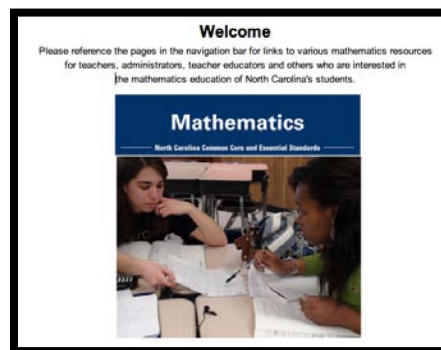 Welcome
Please reference the pages in the navigation bar for links to various mathematics resources
for teachers, administrators, teacher educators and others who are interested in
the mathematics education of North Carolina's students.
Mathematics
North Carolina Common Core and Essential Standards